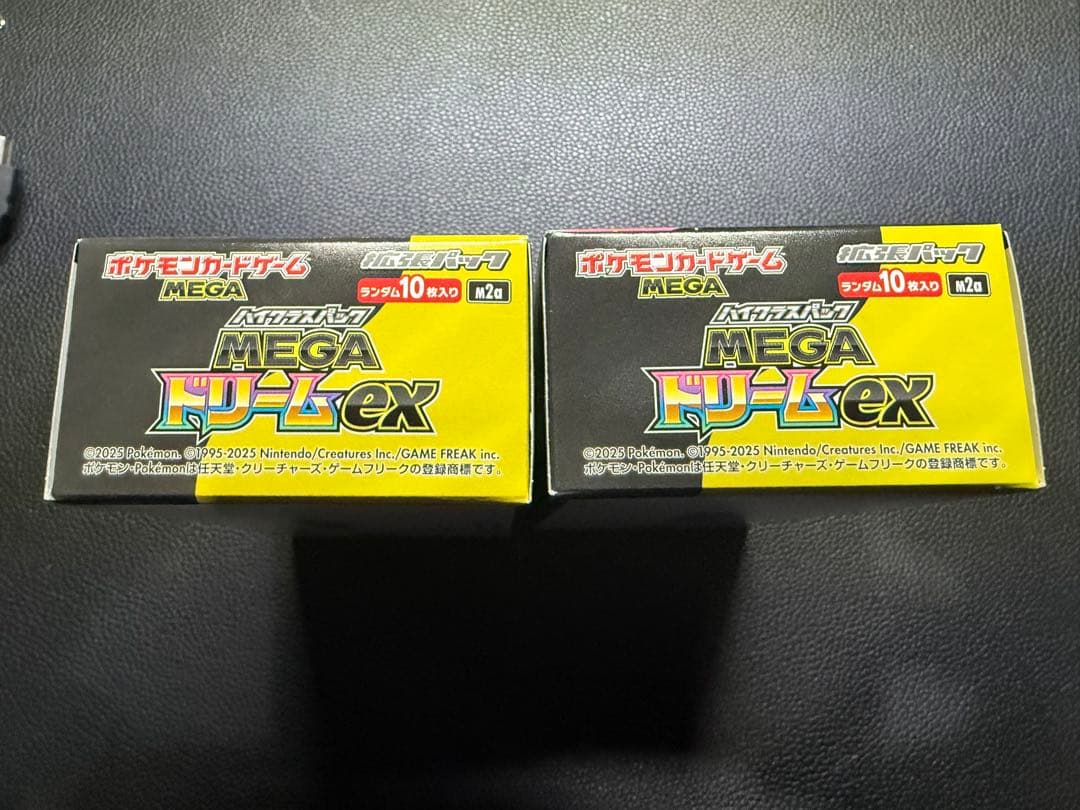 ポケモンカードゲーム
MEGA
拡張パック
ランダム10枚入り M2a
ハイクラスパック
MEGA
ドリームex
©2025 Pokémon. ©1995-2025 Nintendo/Creatures Inc./GAME FREAK inc.
ポケモン・Pokémonは任天堂・クリーチャーズ・ゲームフリークの登録商標です。
ポケモンカードゲーム
MEGA
拡張パック
ランダム10枚入り M2a
ハイクラスパック
MEGA
ドリームex
©2025 Pokémon. ©1995-2025 Nintendo/Creatures Inc./GAME FREAK inc.
ポケモン・Pokémonは任天堂・クリーチャーズ・ゲームフリークの登録商標です。